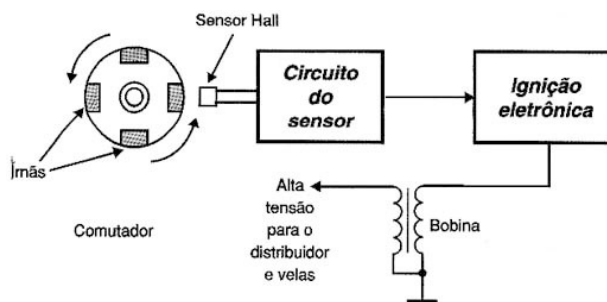 Sensor Hall
Circuito
do
sensor
Ignição
eletrônica
Ímãs
Comutador
Alta
tensão
para o
distribuidor
e velas
Bobina